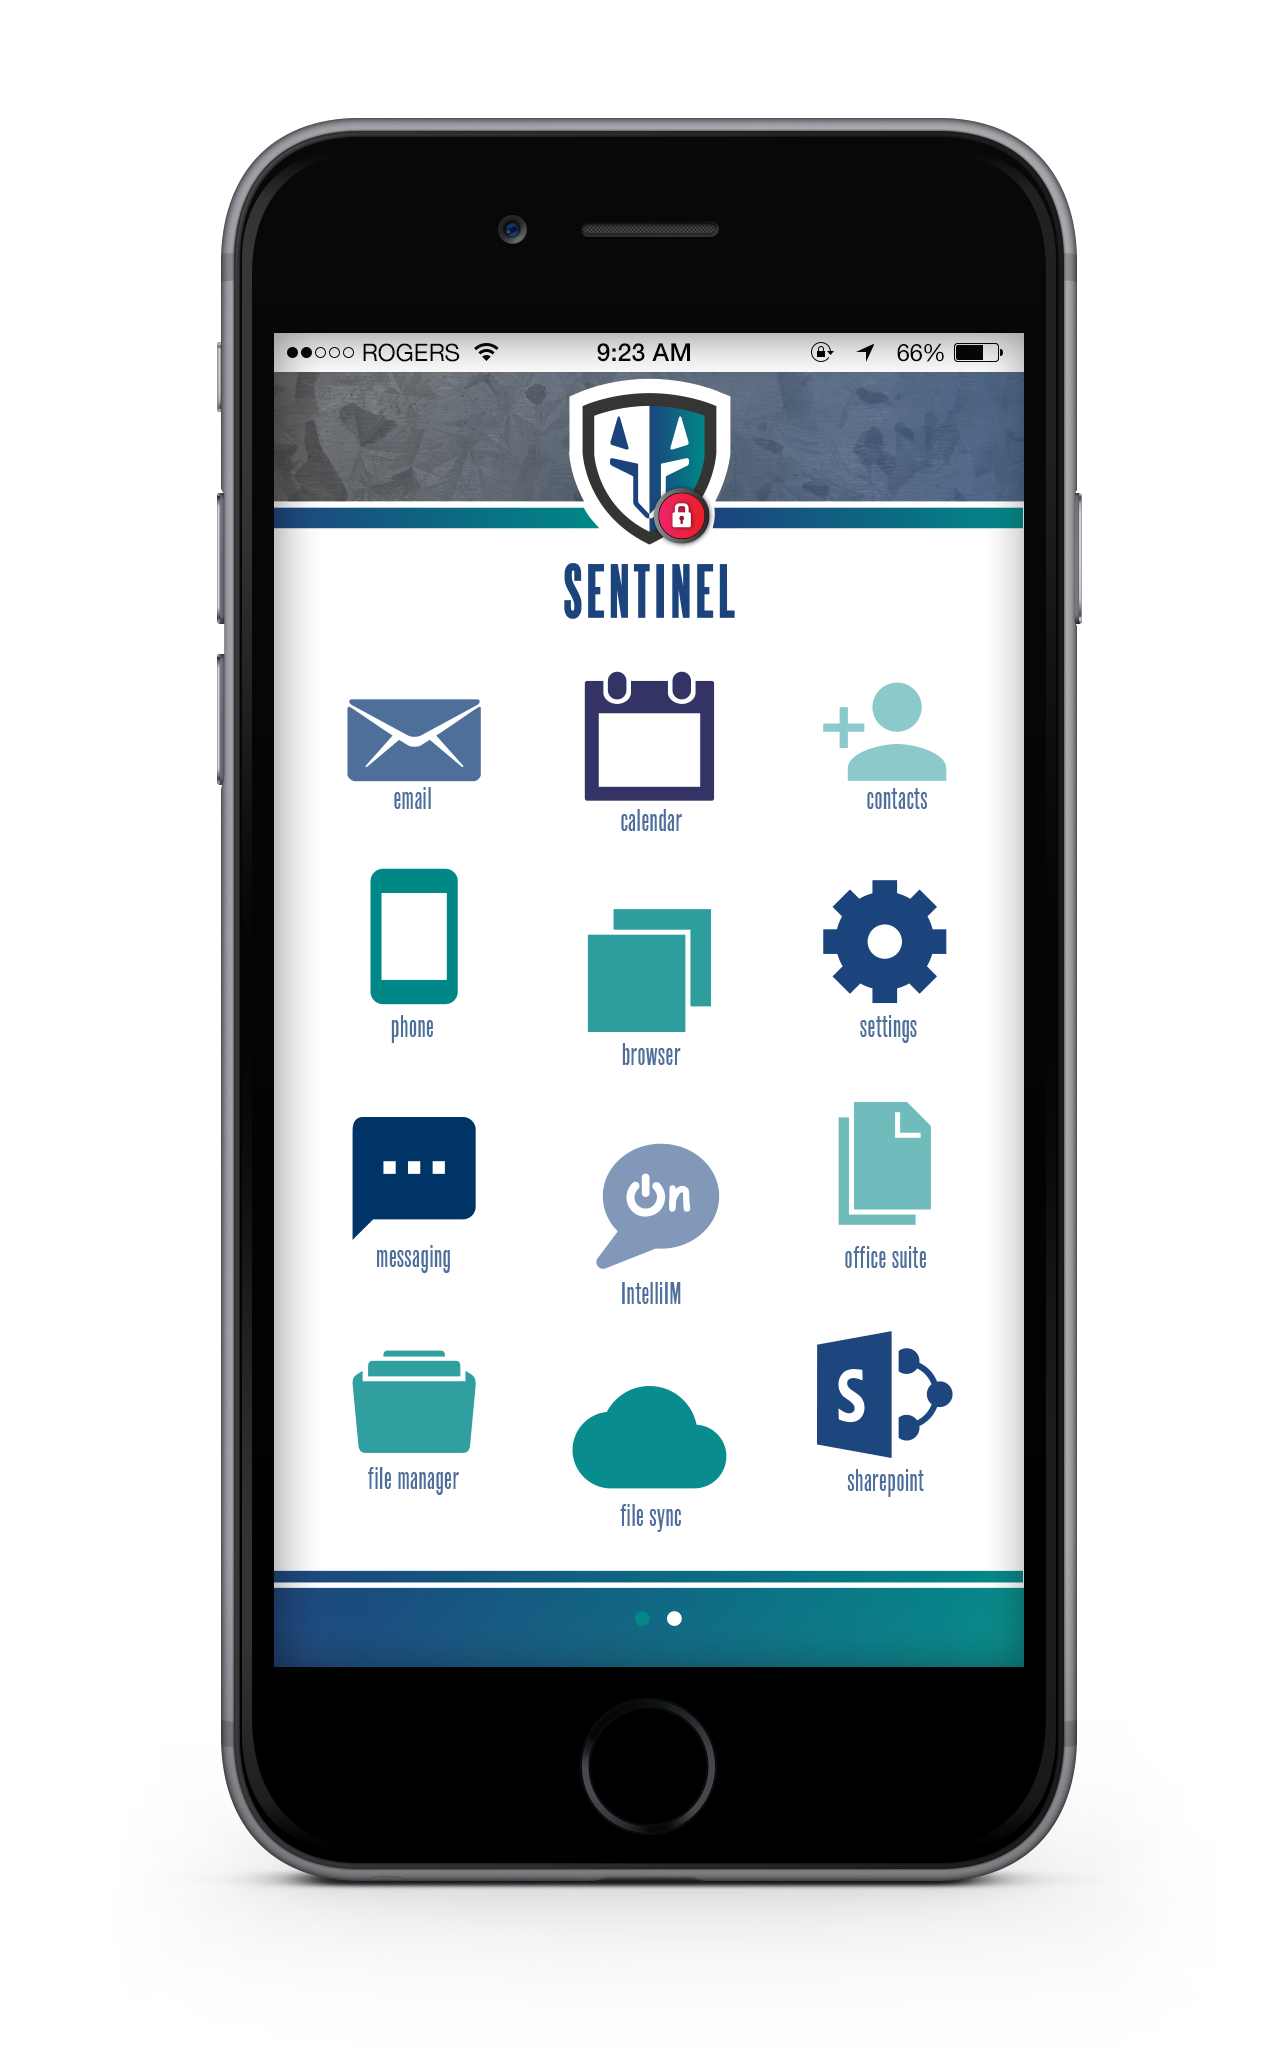 ROGERS 9:23 AM 66%
SENTINEL
email calendar contacts
phone browser settings
messaging IntelliIM office suite
On
file manager file sync sharepoint
S